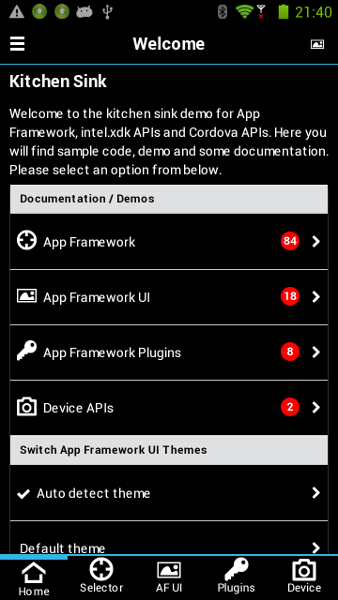 21:40
Welcome
Kitchen Sink
Welcome to the kitchen sink demo for App
Framework, intel.xdk APIs and Cordova APIs. Here you
will find sample code, demo and some documentation.
Please select an option from below.
Documentation / Demos
App Framework 84
App Framework UI 18
App Framework Plugins 8
Device APIs 2
Switch App Framework UI Themes
Auto detect theme
Default theme
Home Selector AF UI Plugins Device